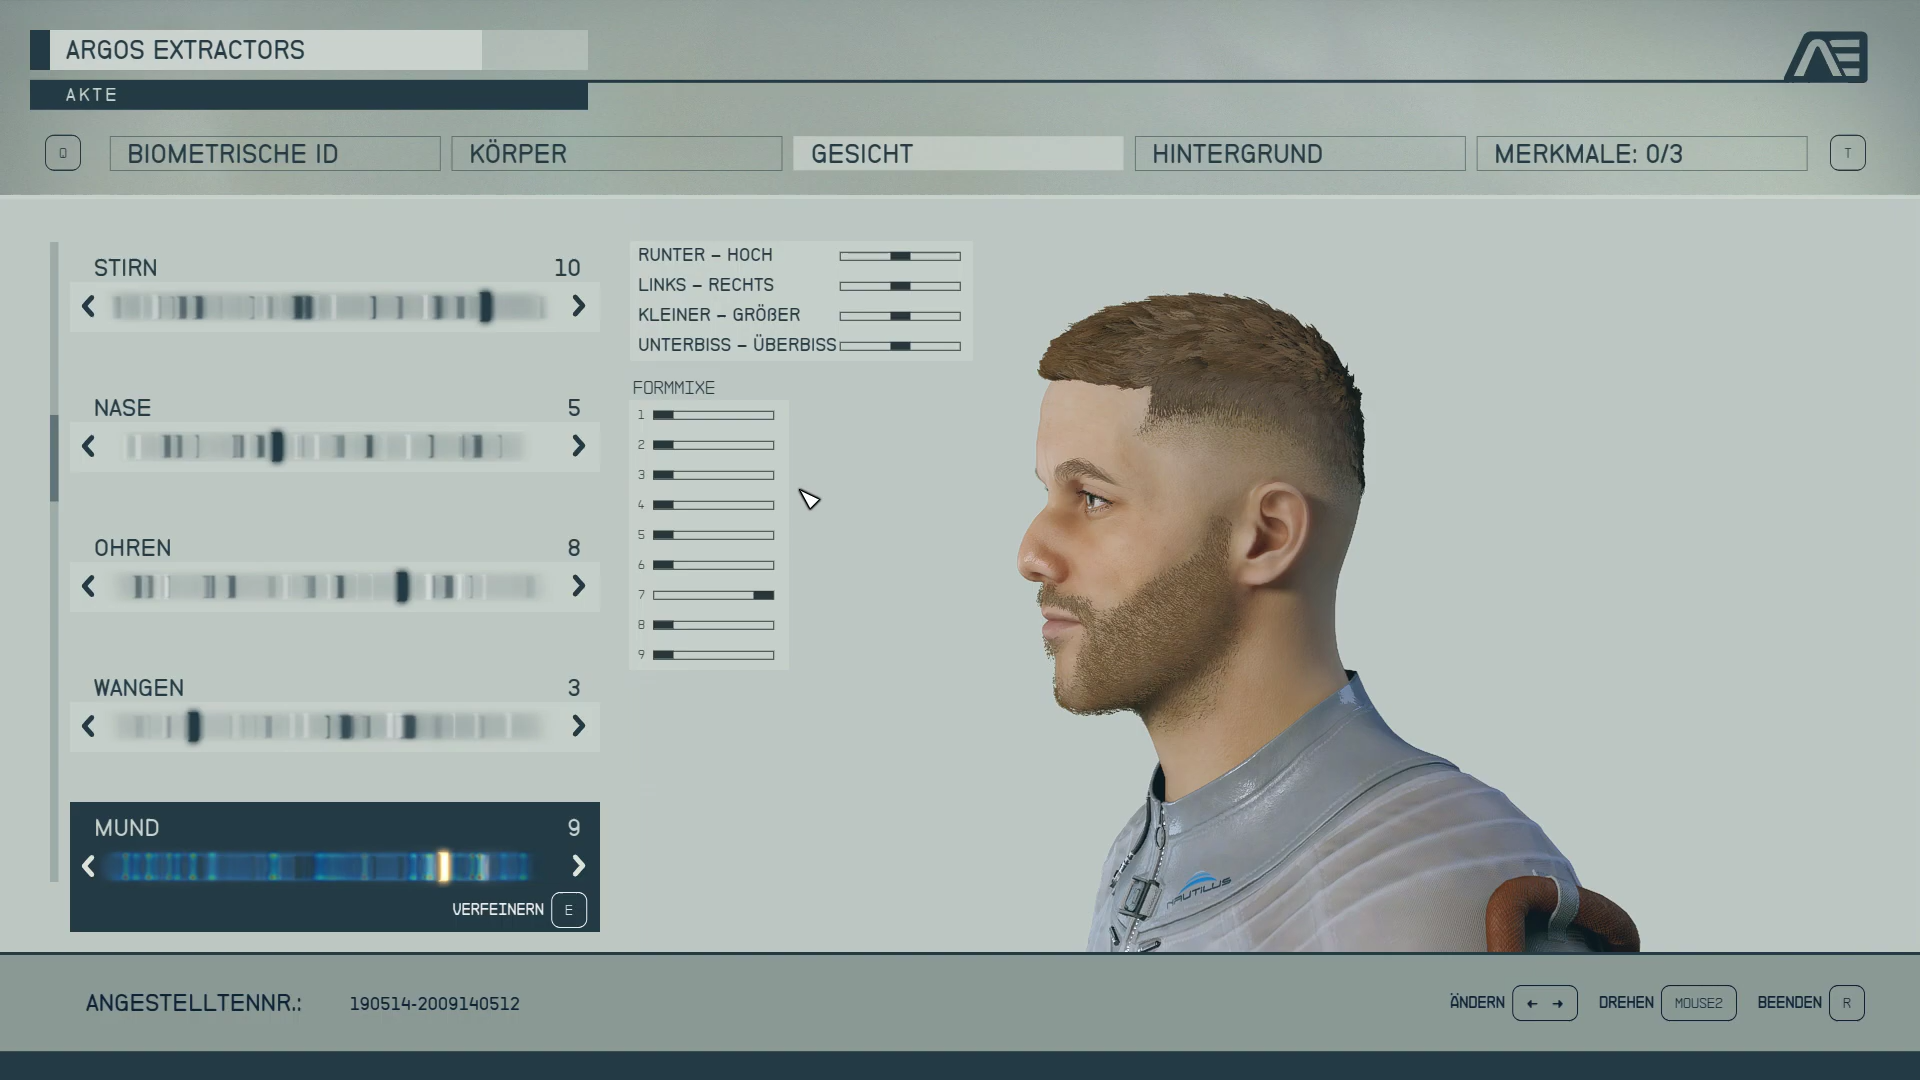 ARGOS EXTRACTORS
AKTE
Q BIOMETRISCHE ID KÖRPER GESICHT HINTERGRUND MERKMALE: 0/3 T
STIRN 10
NASE 5
OHREN 8
WANGEN 3
MUND 9
VERFEINERN E
RUNTER – HOCH
LINKS – RECHTS
KLEINER – GRÖßER
UNTERBISS – ÜBERBISS
FORMMIXE
1
2
3
4
5
6
7
8
9
NAUTILUS
ANGESTELLTENNR.: 190514-2009140512
ÄNDERN ← → DREHEN MOUSE2 BEENDEN R